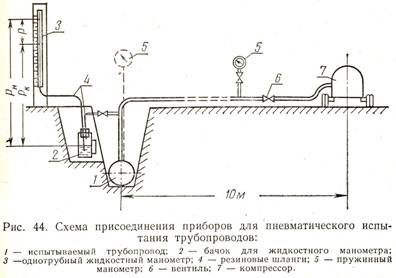 3
5
5
6
7
4
Pн
Pк
P
2
1
10м
Рис. 44. Схема присоединения приборов для пневматического испы-
тания трубопроводов:
1 — испытываемый трубопровод; 2 — бачок для жидкостного манометра;
3 —однотрубный жидкостный манометр; 4 — резиновые шланги; 5 — пружинный
манометр; 6 — вентиль; 7 — компрессор.